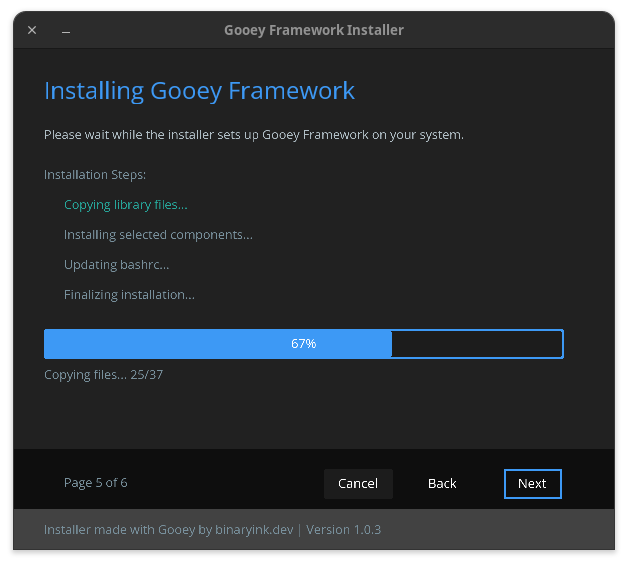 Gooey Framework Installer
Installing Gooey Framework
Please wait while the installer sets up Gooey Framework on your system.
Installation Steps:
Copying library files...
Installing selected components...
Updating bashrc...
Finalizing installation...
67%
Copying files... 25/37
Page 5 of 6
Cancel
Back
Next
Installer made with Gooey by binaryink.dev | Version 1.0.3